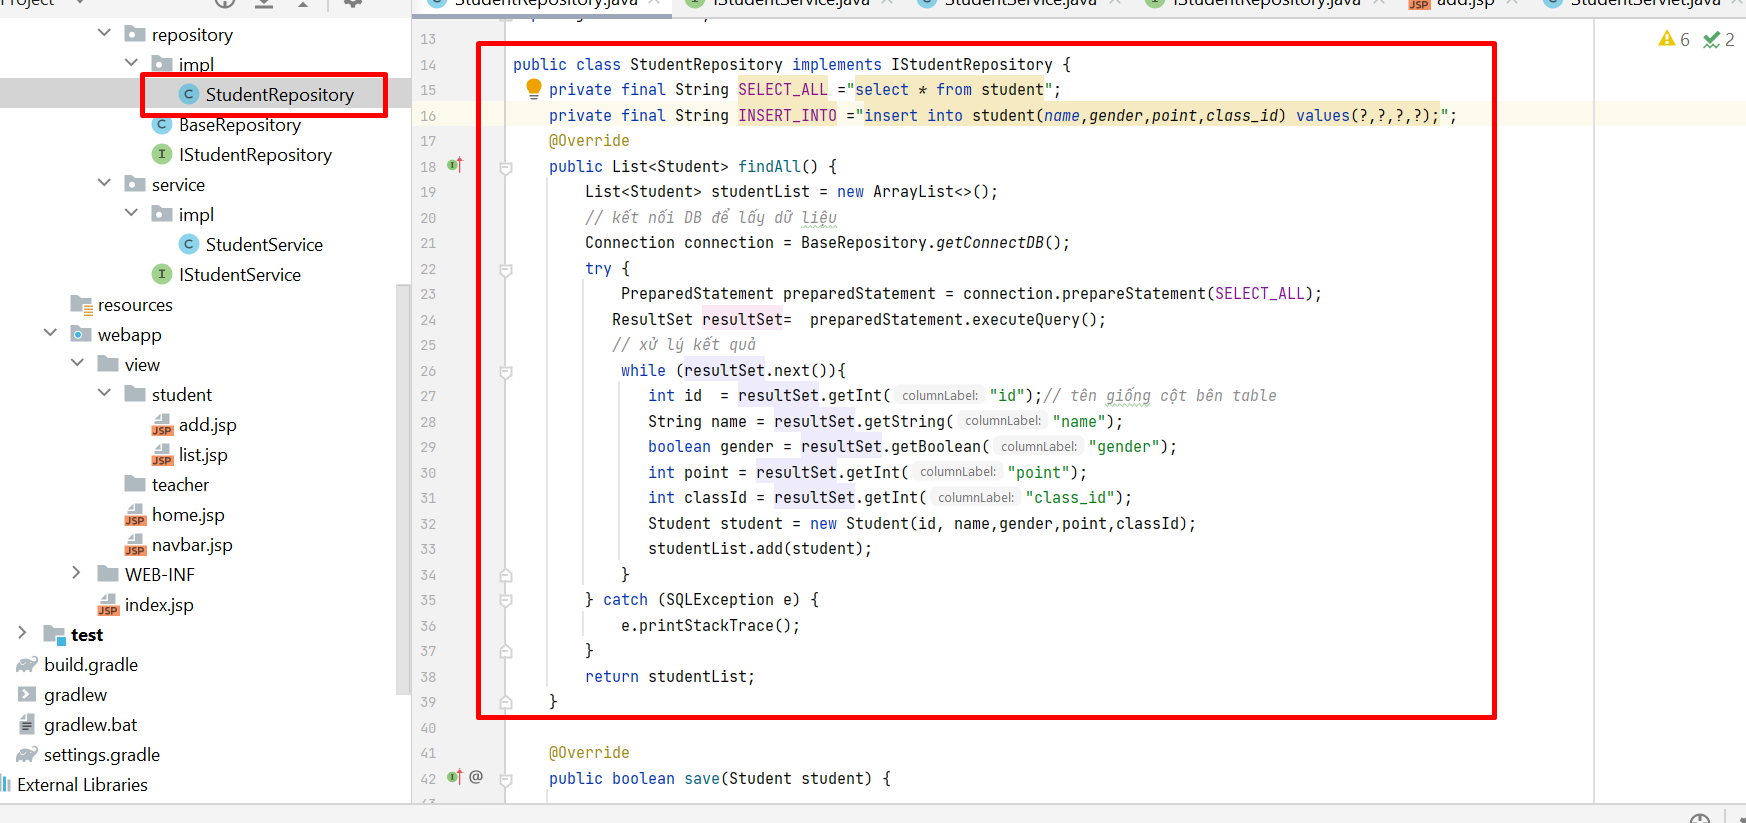 Project
StudentRepository.java
IStudentService.java
StudentService.java
IStudentRepository.java
add.jsp
StudentServlet.java
repository
impl
StudentRepository
BaseRepository
IStudentRepository
service
impl
StudentService
IStudentService
resources
webapp
view
student
add.jsp
list.jsp
teacher
home.jsp
navbar.jsp
WEB-INF
index.jsp
test
build.gradle
gradlew
gradlew.bat
settings.gradle
External Libraries
6 2
13
14 public class StudentRepository implements IStudentRepository {
15 private final String SELECT_ALL ="select * from student";
16 private final String INSERT_INTO ="insert into student(name,gender,point,class_id) values(?,?,?,?);";
17 @Override
18 public List<Student> findAll() {
19 List<Student> studentList = new ArrayList<>();
20 // kết nối DB để lấy dữ liệu
21 Connection connection = BaseRepository.getConnectDB();
22 try {
23 PreparedStatement preparedStatement = connection.prepareStatement(SELECT_ALL);
24 ResultSet resultSet= preparedStatement.executeQuery();
25 // xử lý kết quả
26 while (resultSet.next()){
27 int id = resultSet.getInt( columnLabel: "id");// tên giống cột bên table
28 String name = resultSet.getString( columnLabel: "name");
29 boolean gender = resultSet.getBoolean( columnLabel: "gender");
30 int point = resultSet.getInt( columnLabel: "point");
31 int classId = resultSet.getInt( columnLabel: "class_id");
32 Student student = new Student(id, name,gender,point,classId);
33 studentList.add(student);
34 }
35 } catch (SQLException e) {
36 e.printStackTrace();
37 }
38 return studentList;
39 }
40
41 @Override
42 public boolean save(Student student) {